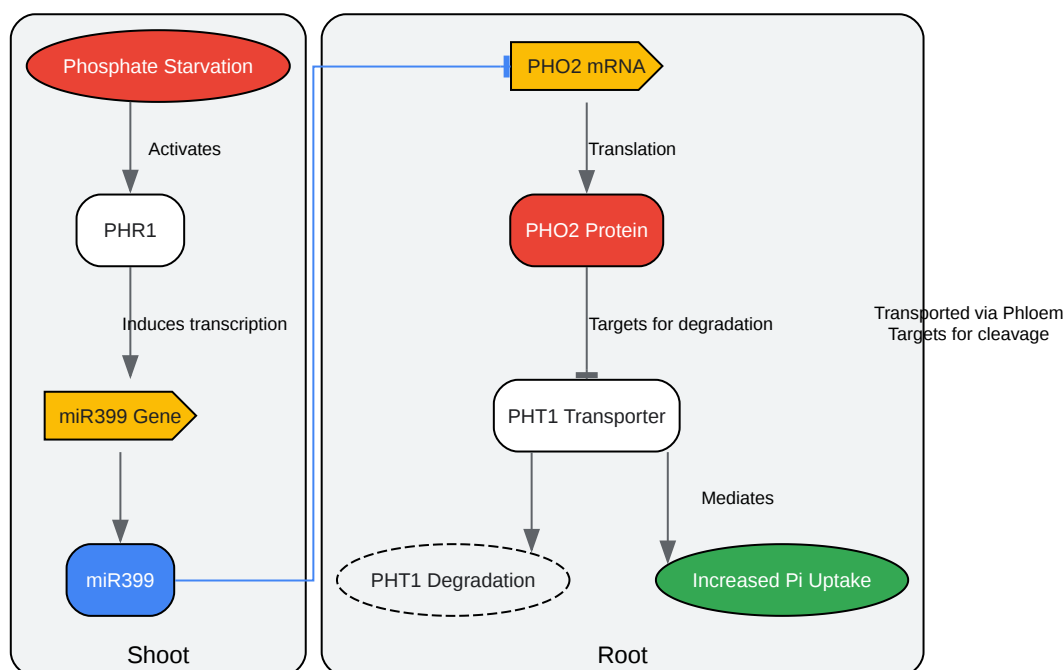 Phosphate Starvation
Activates
PHR1
Induces transcription
miR399 Gene
miR399
Shoot
PHO2 mRNA
Translation
PHO2 Protein
Targets for degradation
PHT1 Transporter
Mediates
PHT1 Degradation
Increased Pi Uptake
Root
Transported via Phloem
Targets for cleavage